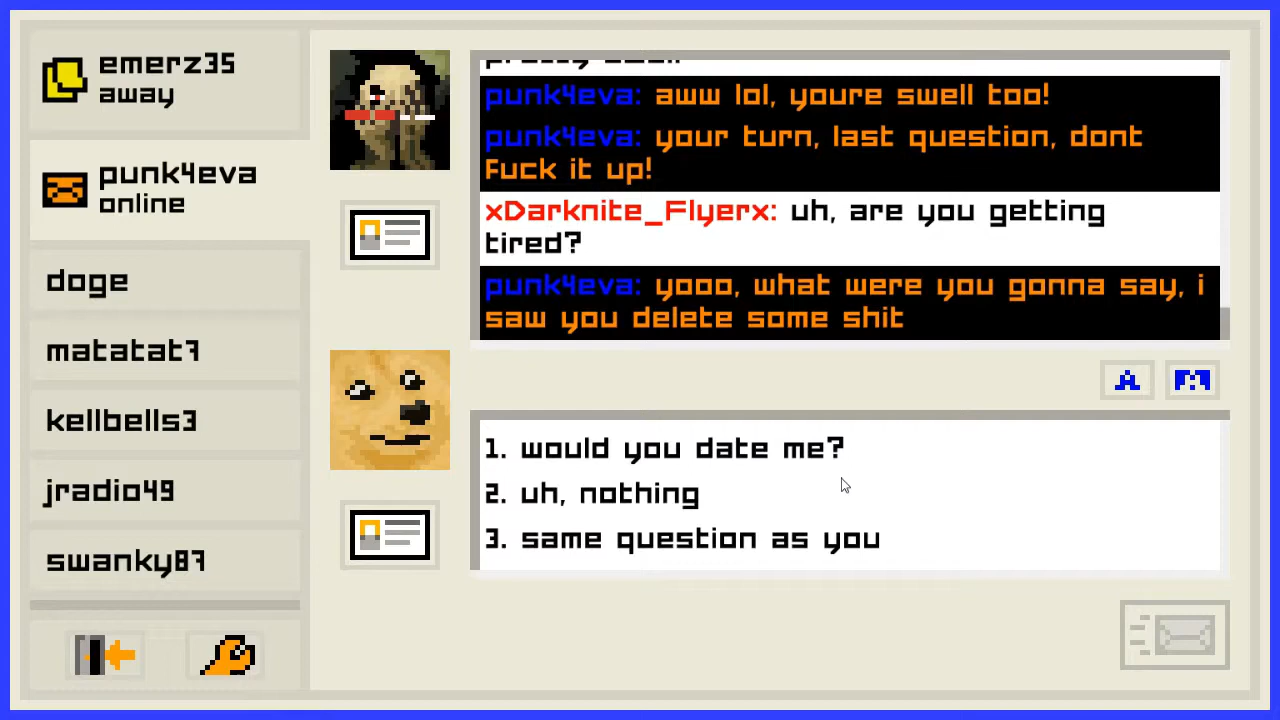 emerz35
away
punk4eva
online
doge
matatat7
kellbells3
jradio49
swanky87
punk4eva: aww lol, youre swell too!
punk4eva: your turn, last question, dont
Fuck it up!
xDarknite_Flyerx: uh, are you getting
tired?
punk4eva: yooo, what were you gonna say, i
saw you delete some shit
A
1. would you date me?
2. uh, nothing
3. same question as you